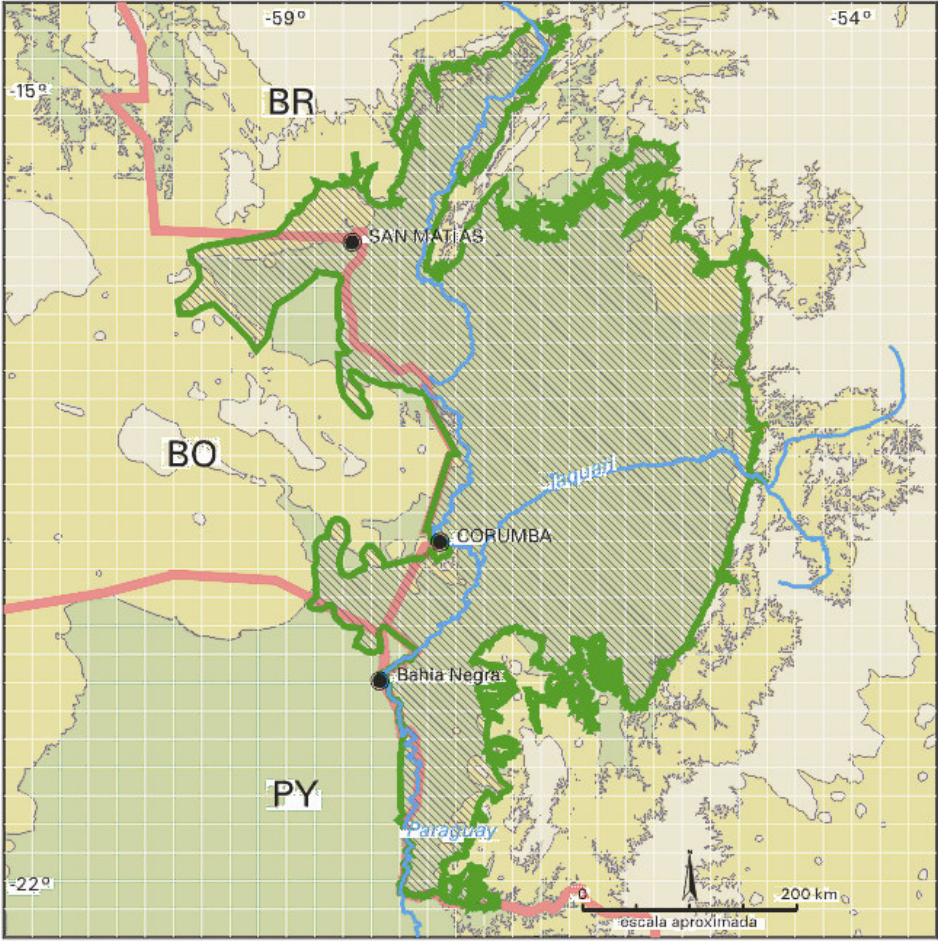 -59º
-54º
-15º
BR
SAN MATIAS
BO
Taquari
CORUMBA
Bahia Negra
PY
Paraguay
-22º
N
0
200 km
escala aproximada